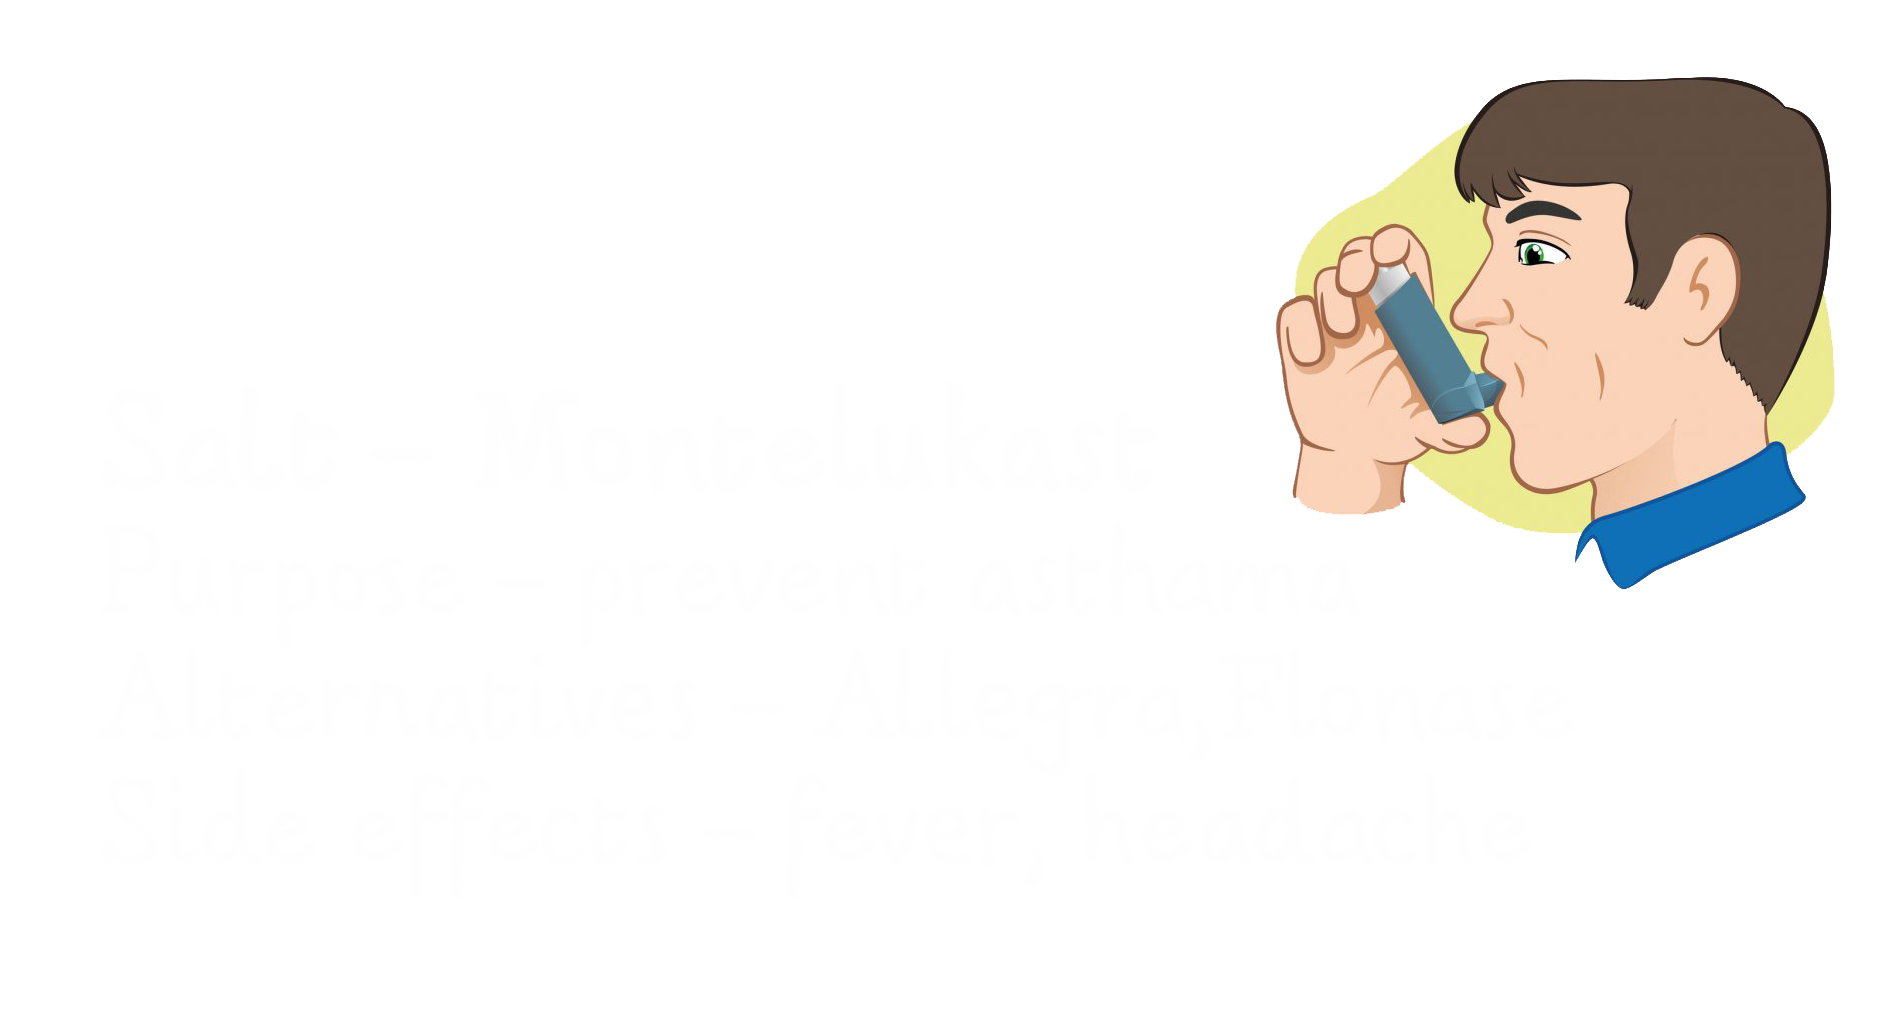 Salt - Montelukast
Purpose - prevent asthama
Alternatives - Allegra,Flonase
Side effects - fever, headache